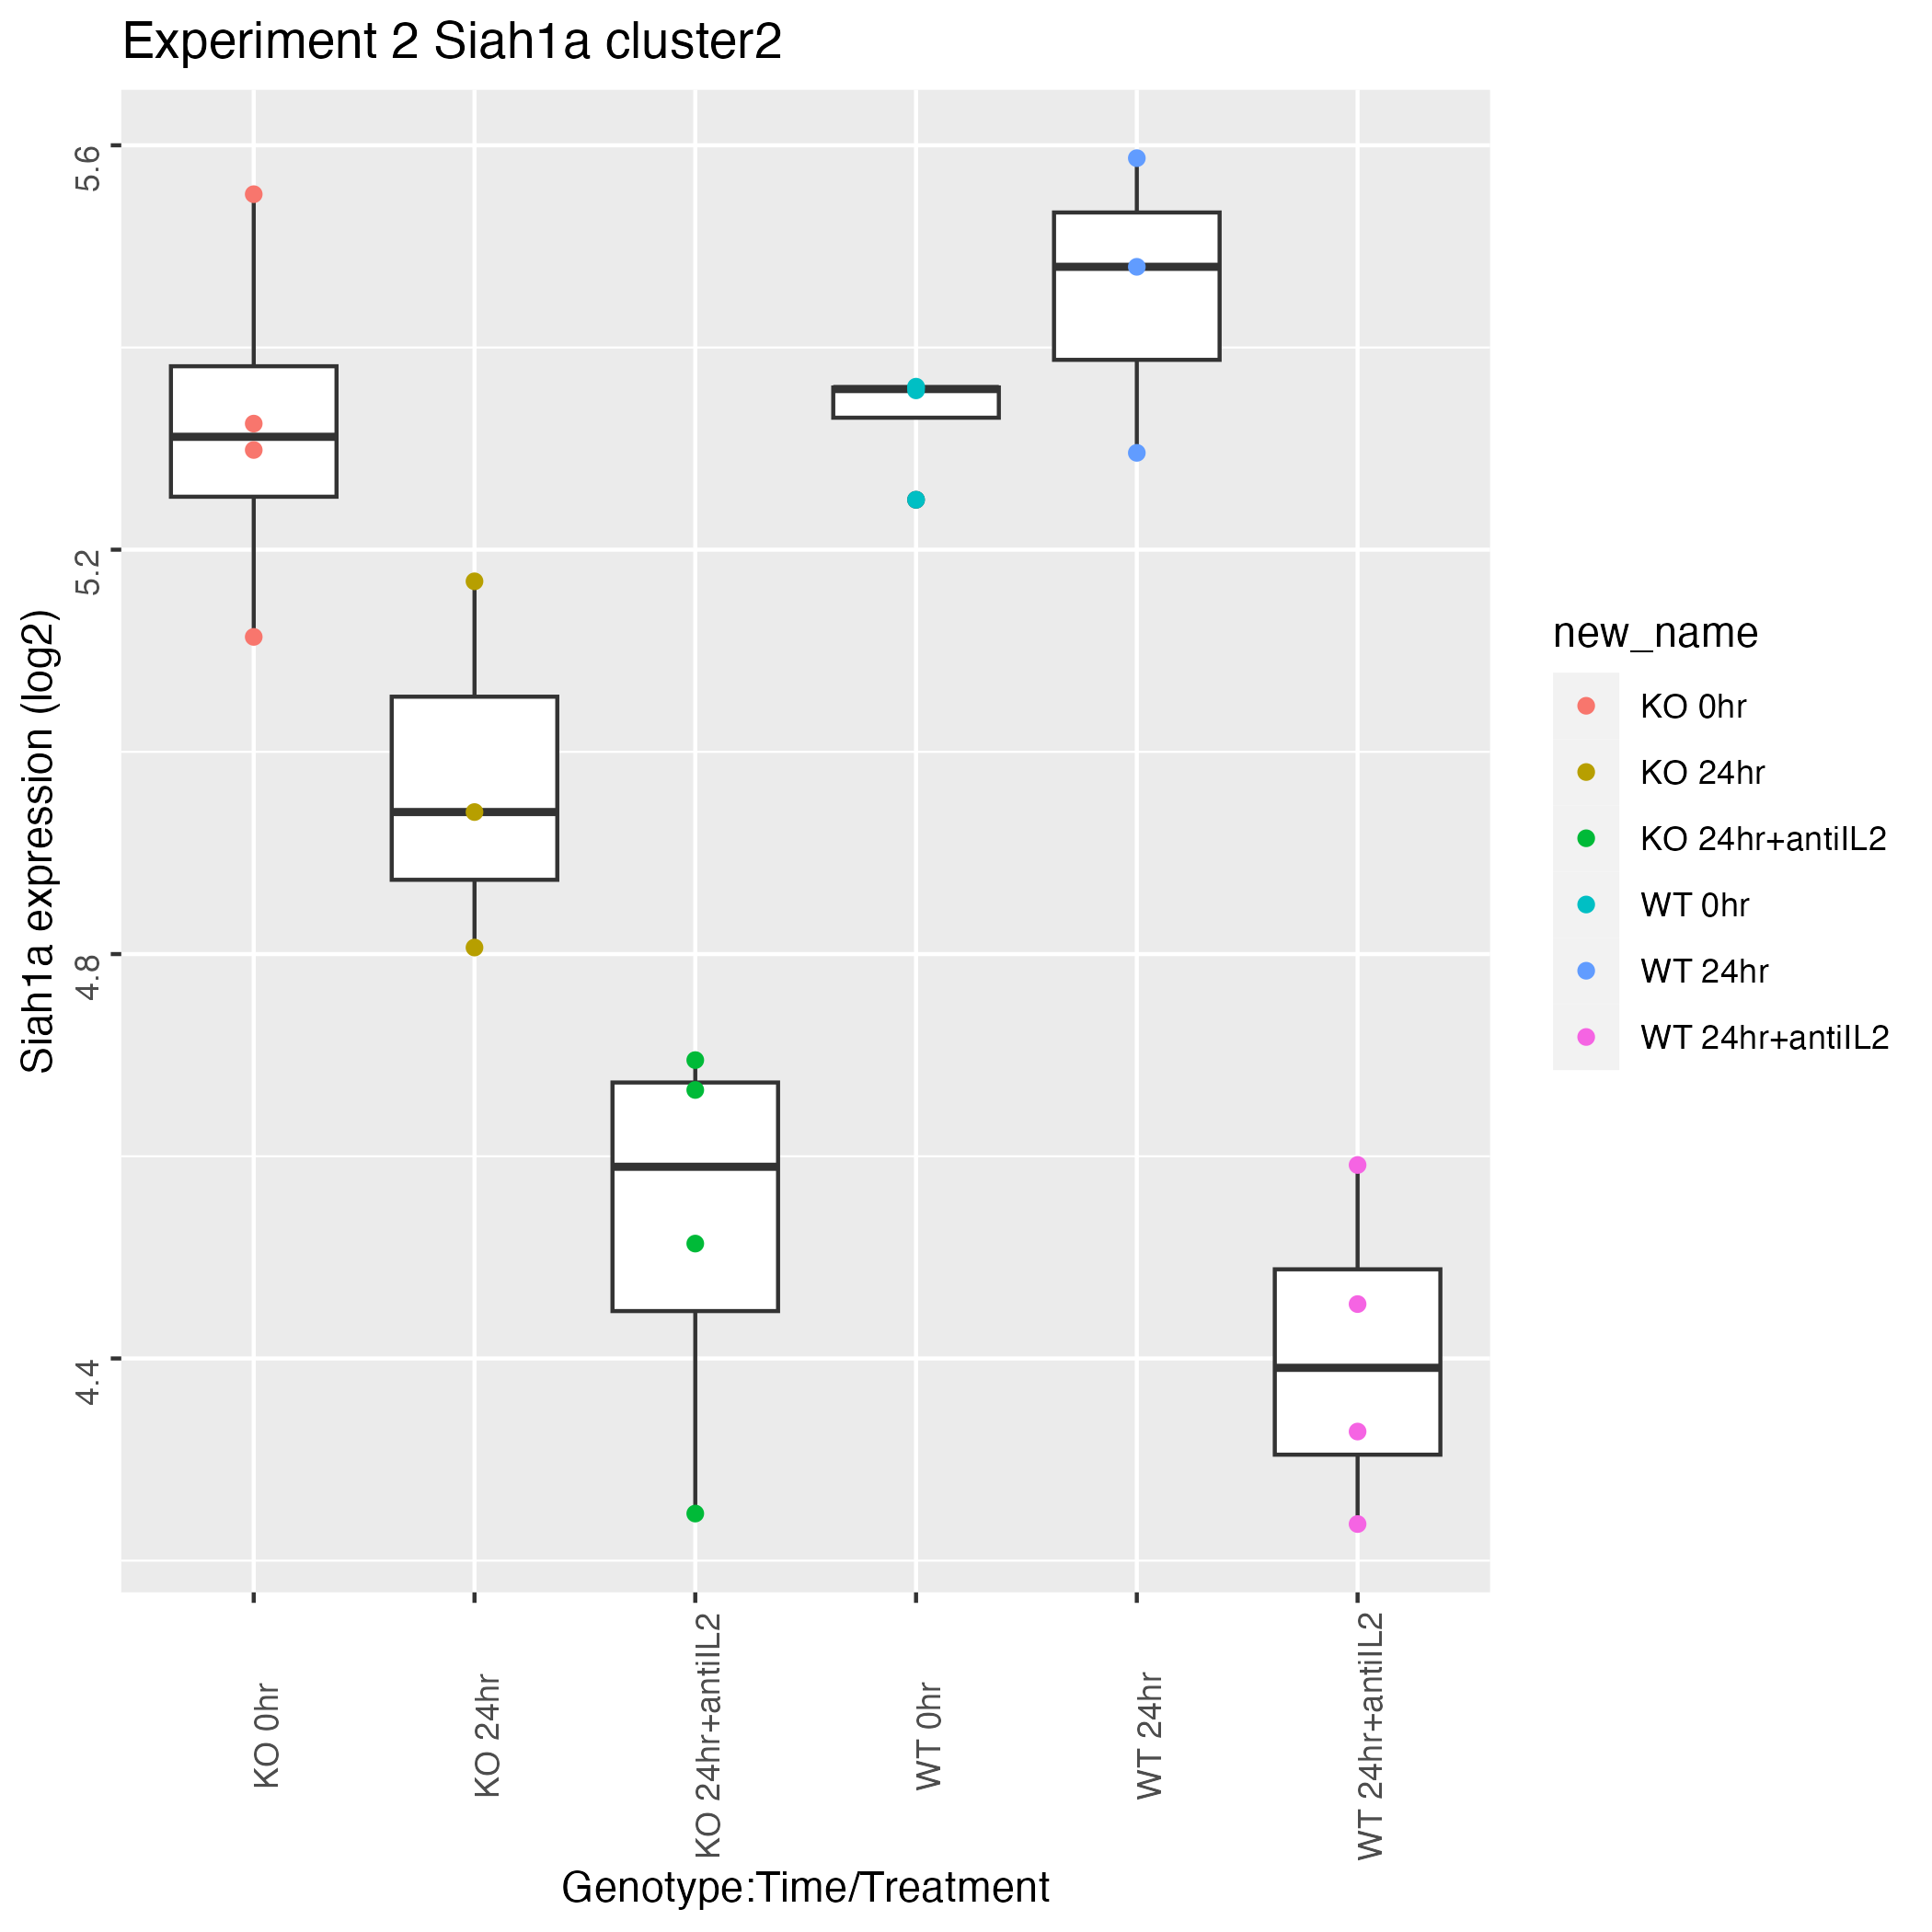 Experiment 2 Siah1a cluster2
Siah1a expression (log2)
5.6
5.2
4.8
4.4
KO 0hr
KO 24hr
KO 24hr+antiIL2
WT 0hr
WT 24hr
WT 24hr+antiIL2
Genotype:Time/Treatment
new_name
KO 0hr
KO 24hr
KO 24hr+antiIL2
WT 0hr
WT 24hr
WT 24hr+antiIL2